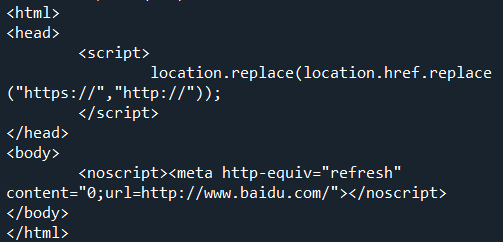 <html>
<head>
        <script>
                location.replace(location.href.replace
("https://","http://"));
        </script>
</head>
<body>
        <noscript><meta http-equiv="refresh"
content="0;url=http://www.baidu.com/"></noscript>
</body>
</html>